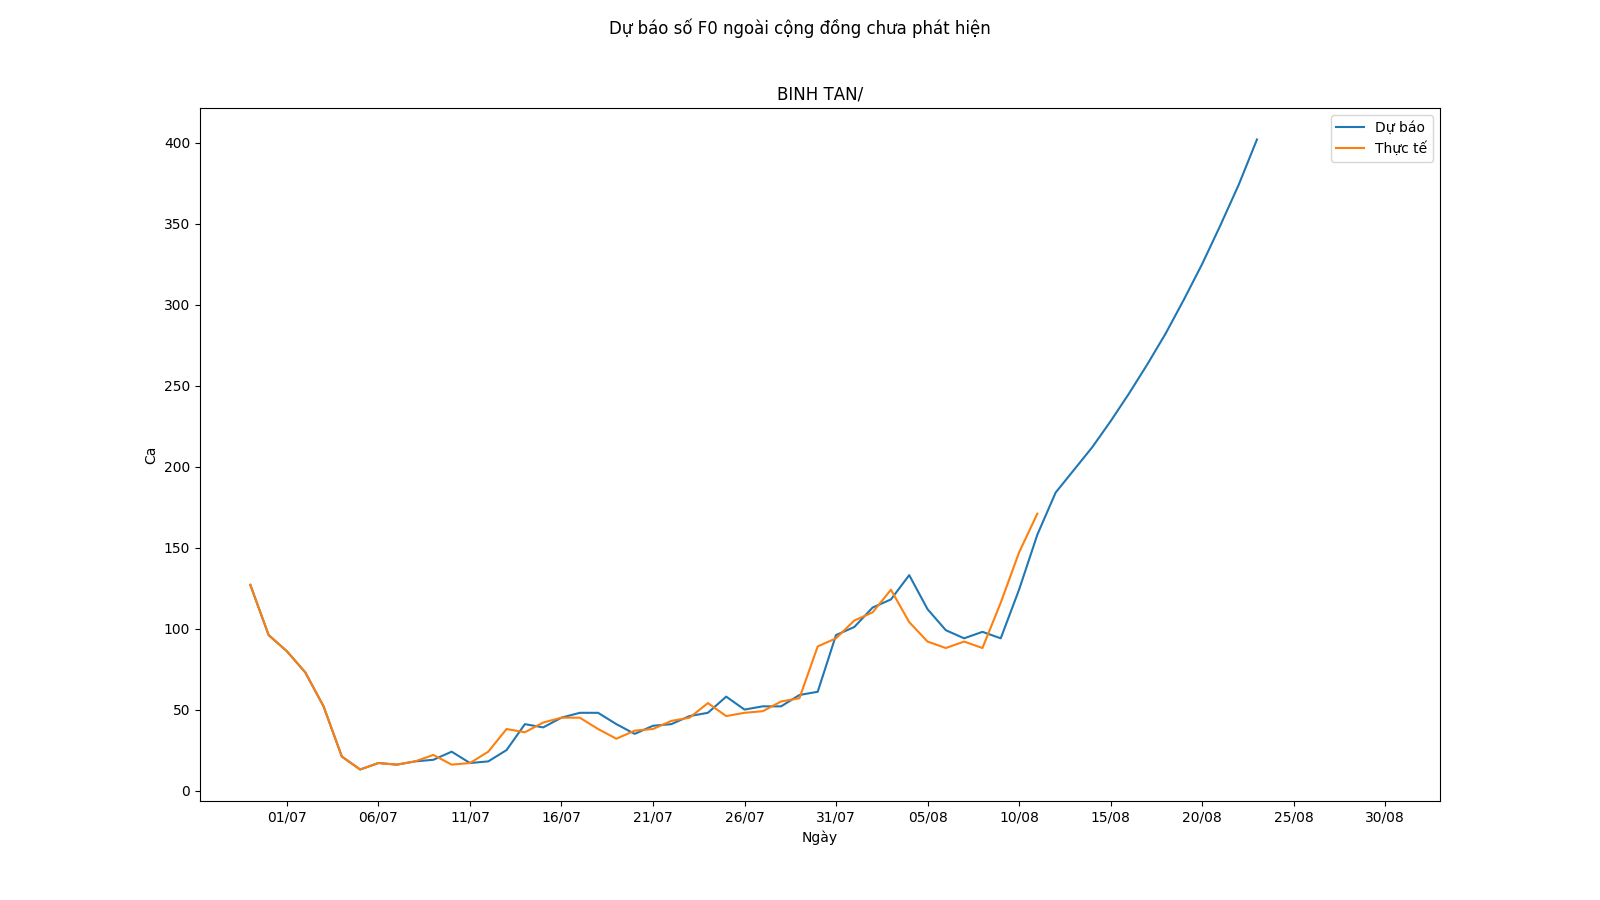 Dự báo số F0 ngoài cộng đồng chưa phát hiện
BINH TAN/
Dự báo
Thực tế
400
350
300
250
200
150
100
50
0
Ca
01/07 06/07 11/07 16/07 21/07 26/07 31/07 05/08 10/08 15/08 20/08 25/08 30/08
Ngày